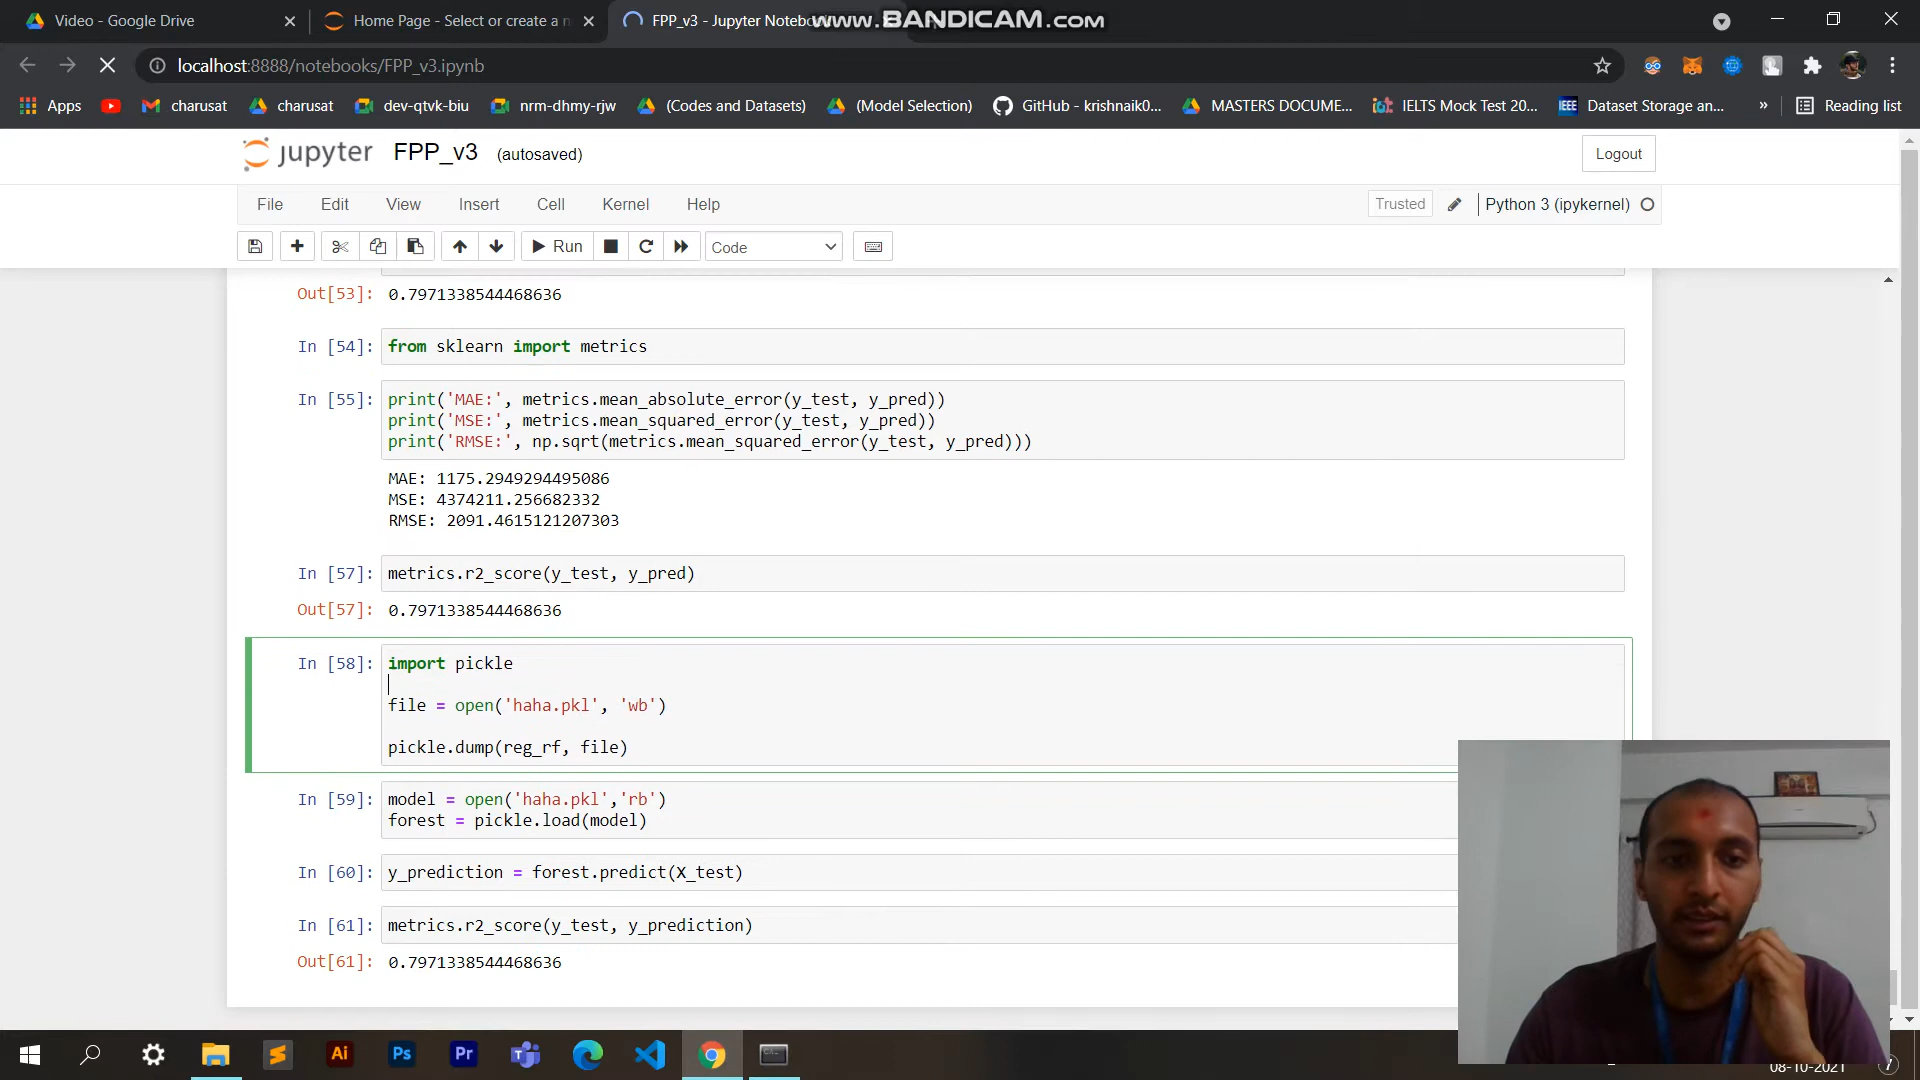 Video - Google Drive
Home Page - Select or create a n
FPP_v3 - Jupyter Notebo
www.BANDICAM.com
localhost:8888/notebooks/FPP_v3.ipynb
Apps
charusat
charusat
dev-qtvk-biu
nrm-dhmy-rjw
(Codes and Datasets)
(Model Selection)
GitHub - krishnaik0...
MASTERS DOCUME...
IELTS Mock Test 20...
IEEE
Dataset Storage an...
»
Reading list
jupyter
FPP_v3
(autosaved)
Logout
File
Edit
View
Insert
Cell
Kernel
Help
Trusted
Python 3 (ipykernel)
Run
Code
Out[53]: 0.7971338544468636
In [54]: from sklearn import metrics
In [55]: print('MAE:', metrics.mean_absolute_error(y_test, y_pred))
print('MSE:', metrics.mean_squared_error(y_test, y_pred))
print('RMSE:', np.sqrt(metrics.mean_squared_error(y_test, y_pred)))
MAE: 1175.2949294495086
MSE: 4374211.256682332
RMSE: 2091.4615121207303
In [57]: metrics.r2_score(y_test, y_pred)
Out[57]: 0.7971338544468636
In [58]: import pickle
file = open('haha.pkl', 'wb')
pickle.dump(reg_rf, file)
In [59]: model = open('haha.pkl','rb')
forest = pickle.load(model)
In [60]: y_prediction = forest.predict(X_test)
In [61]: metrics.r2_score(y_test, y_prediction)
Out[61]: 0.7971338544468636
Ai
Ps
Pr
08-10-2021